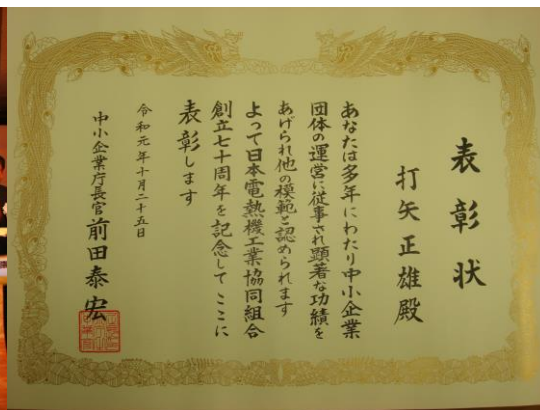 表彰状
打矢正雄殿
あなたは多年にわたり中小企業
団体の運営に従事され顕著な功績を
あげられ他の模範と認められます
よって日本電熱機工業協同組合
創立七十周年を記念してここに
表彰します
令和元年十月二十五日
中小企業庁長官前田泰宏